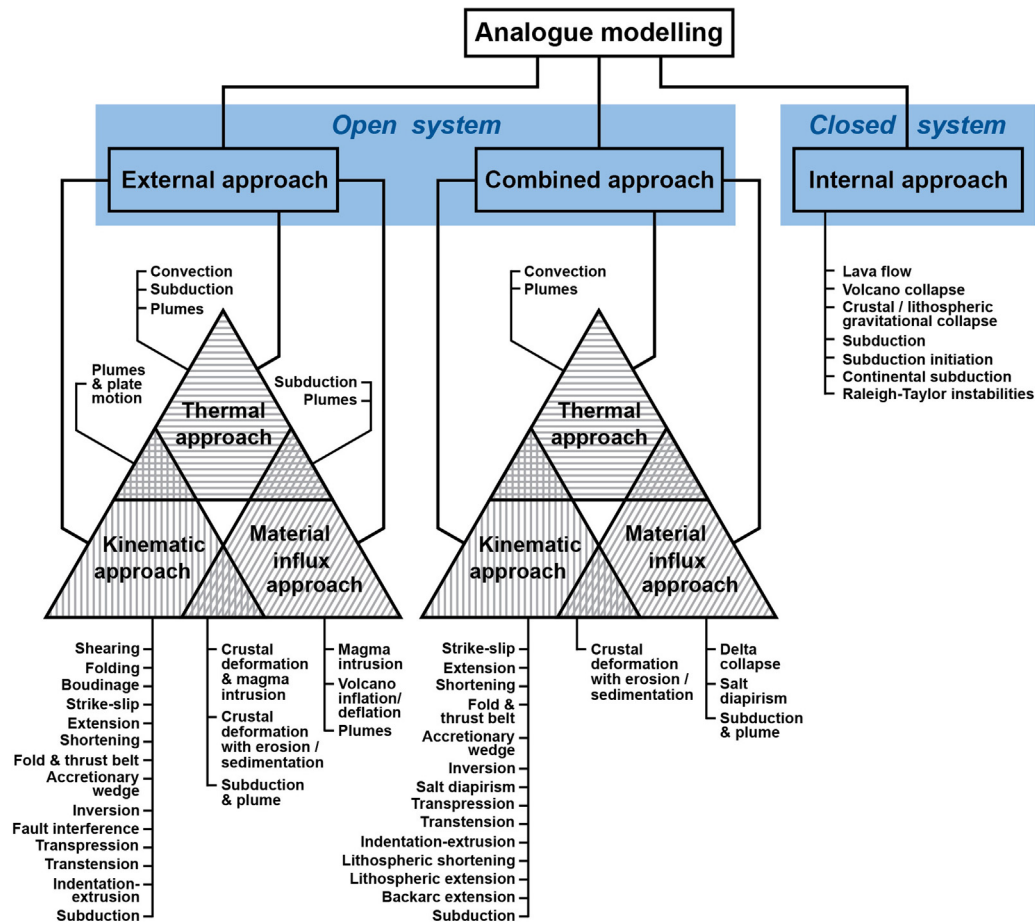 Analogue modelling
Open system
Closed system
External approach
Combined approach
Internal approach
Convection
Subduction
Plumes
Plumes
& plate
motion
Subduction
Plumes
Thermal
approach
Kinematic
approach
Material
influx
approach
Shearing
Folding
Boudinage
Strike-slip
Extension
Shortening
Fold & thrust belt
Accretionary
wedge
Inversion
Fault interference
Transpression
Transtension
Indentation-
extrusion
Subduction
Crustal
deformation
& magma
intrusion
Crustal
deformation
with erosion /
sedimentation
Subduction
& plume
Magma
intrusion
Volcano
inflation/
deflation
Plumes
Convection
Plumes
Thermal
approach
Kinematic
approach
Material
influx
approach
Strike-slip
Extension
Shortening
Fold &
thrust belt
Accretionary
wedge
Inversion
Salt diapirism
Transpression
Transtension
Indentation-extrusion
Lithospheric shortening
Lithospheric extension
Backarc extension
Subduction
Crustal
deformation
with erosion /
sedimentation
Delta
collapse
Salt
diapirism
Subduction
& plume
Lava flow
Volcano collapse
Crustal / lithospheric
gravitational collapse
Subduction
Subduction initiation
Continental subduction
Raleigh-Taylor instabilities